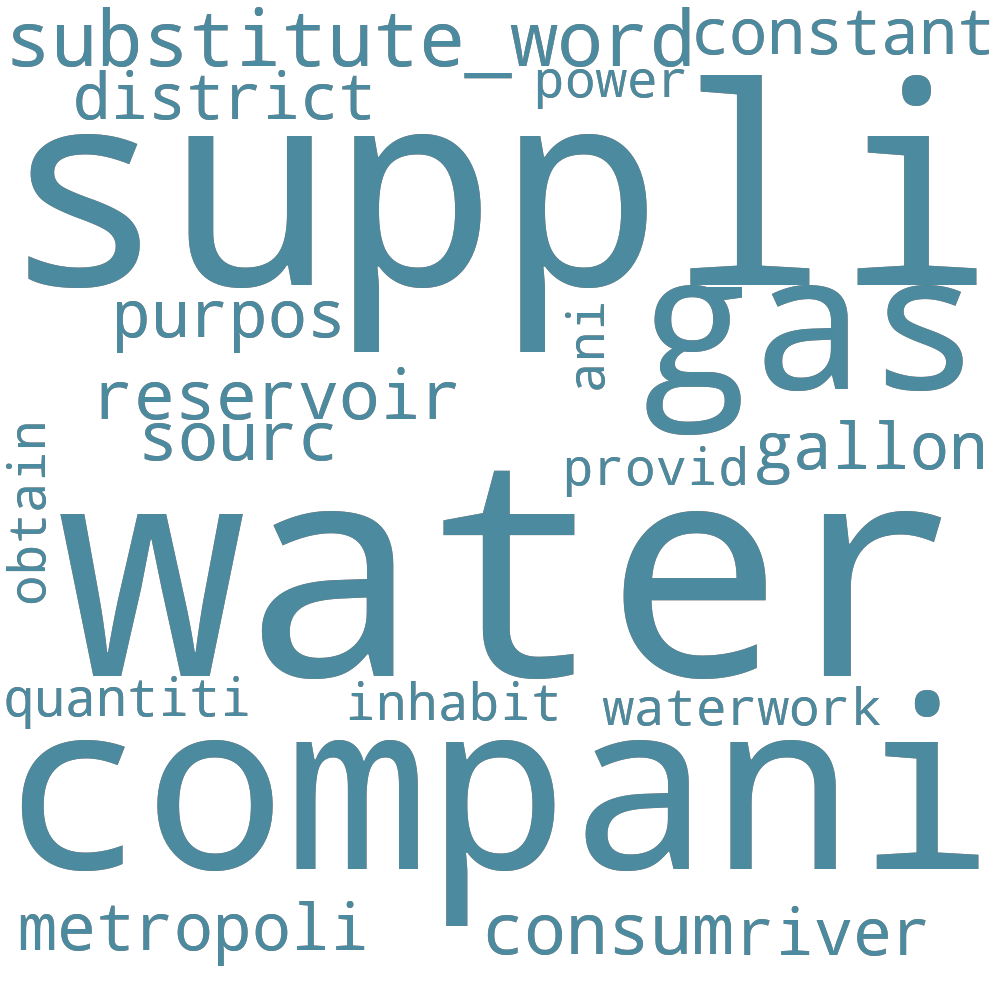 substitute_word
constant
district
power
suppli
purpos
ani
gas
reservoir
sourc
gallon
provid
obtain
water
quantiti
inhabit
waterwork
compani
metropoli
consum
river